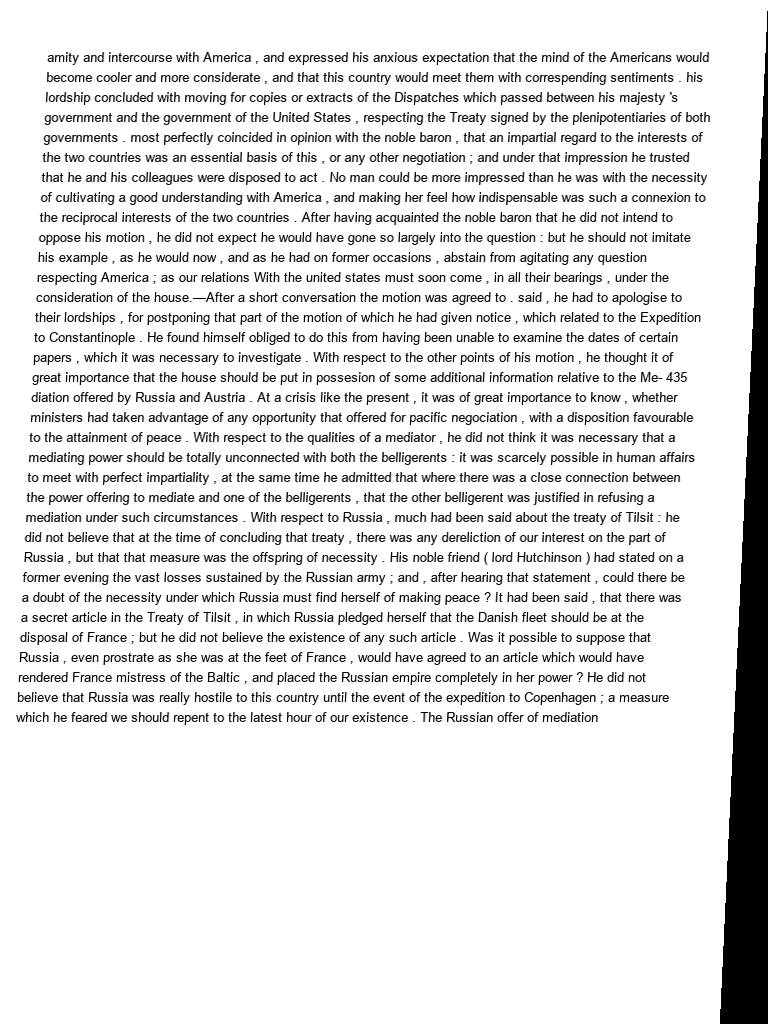 amity and intercourse with America , and expressed his anxious expectation that the mind of the Americans would
become cooler and more considerate , and that this country would meet them with correspending sentiments . his
lordship concluded with moving for copies or extracts of the Dispatches which passed between his majesty 's
government and the government of the United States , respecting the Treaty signed by the plenipotentiaries of both
governments . most perfectly coincided in opinion with the noble baron , that an impartial regard to the interests of
the two countries was an essential basis of this , or any other negotiation ; and under that impression he trusted
that he and his colleagues were disposed to act . No man could be more impressed than he was with the necessity
of cultivating a good understanding with America , and making her feel how indispensable was such a connexion to
the reciprocal interests of the two countries . After having acquainted the noble baron that he did not intend to
oppose his motion , he did not expect he would have gone so largely into the question : but he should not imitate
his example , as he would now , and as he had on former occasions , abstain from agitating any question
respecting America ; as our relations With the united states must soon come , in all their bearings , under the
consideration of the house.—After a short conversation the motion was agreed to . said , he had to apologise to
their lordships , for postponing that part of the motion of which he had given notice , which related to the Expedition
to Constantinople . He found himself obliged to do this from having been unable to examine the dates of certain
papers , which it was necessary to investigate . With respect to the other points of his motion , he thought it of
great importance that the house should be put in possesion of some additional information relative to the Me- 435
diation offered by Russia and Austria . At a crisis like the present , it was of great importance to know , whether
ministers had taken advantage of any opportunity that offered for pacific negociation , with a disposition favourable
to the attainment of peace . With respect to the qualities of a mediator , he did not think it was necessary that a
mediating power should be totally unconnected with both the belligerents : it was scarcely possible in human affairs
to meet with perfect impartiality , at the same time he admitted that where there was a close connection between
the power offering to mediate and one of the belligerents , that the other belligerent was justified in refusing a
mediation under such circumstances . With respect to Russia , much had been said about the treaty of Tilsit : he
did not believe that at the time of concluding that treaty , there was any dereliction of our interest on the part of
Russia , but that that measure was the offspring of necessity . His noble friend ( lord Hutchinson ) had stated on a
former evening the vast losses sustained by the Russian army ; and , after hearing that statement , could there be
a doubt of the necessity under which Russia must find herself of making peace ? It had been said , that there was
a secret article in the Treaty of Tilsit , in which Russia pledged herself that the Danish fleet should be at the
disposal of France ; but he did not believe the existence of any such article . Was it possible to suppose that
Russia , even prostrate as she was at the feet of France , would have agreed to an article which would have
rendered France mistress of the Baltic , and placed the Russian empire completely in her power ? He did not
believe that Russia was really hostile to this country until the event of the expedition to Copenhagen ; a measure
which he feared we should repent to the latest hour of our existence . The Russian offer of mediation